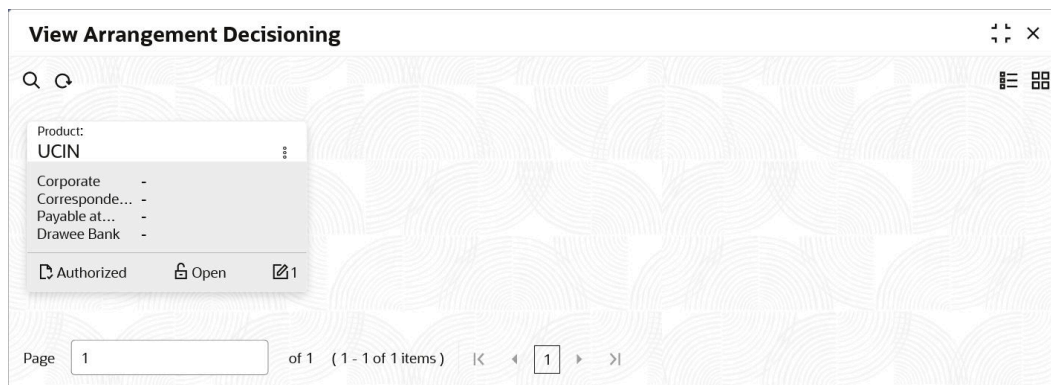 View Arrangement Decisioning
Product:
UCIN
Corporate -
Corresponde... -
Payable at... -
Drawee Bank -
Authorized Open 1
Page 1 of 1 ( 1 - 1 of 1 items ) 1